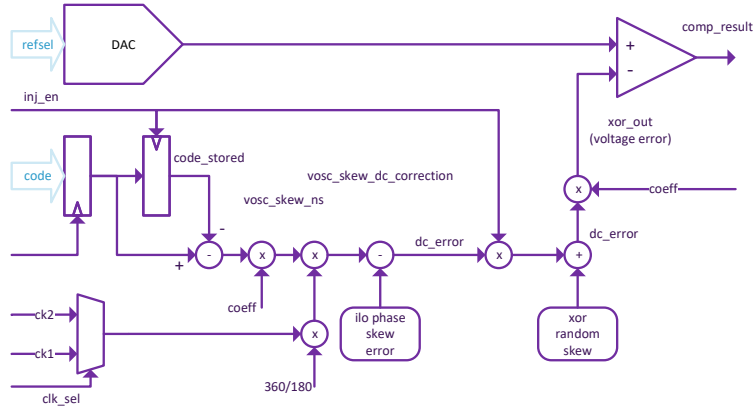 refsel
DAC
comp_result
+
-
inj_en
xor_out
(voltage error)
code
code_stored
vosc_skew_dc_correction
vosc_skew_ns
x
coeff
-
dc_error
dc_error
+
-
x
x
-
x
+
coeff
ilo phase
skew
error
xor
random
skew
ck2
x
ck1
360/180
clk_sel